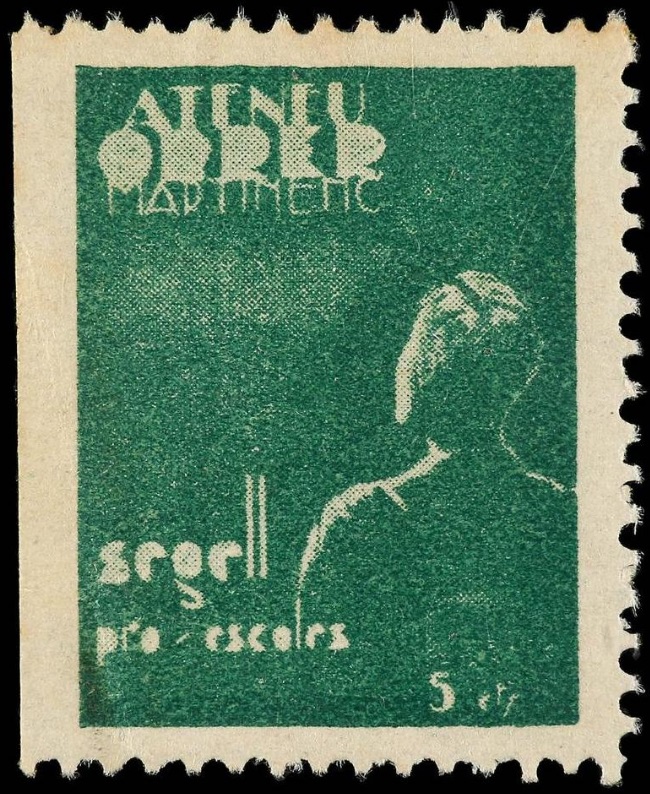 ATENEU
OBRER
MARTINENC
segell
pro-escoles
5 cts